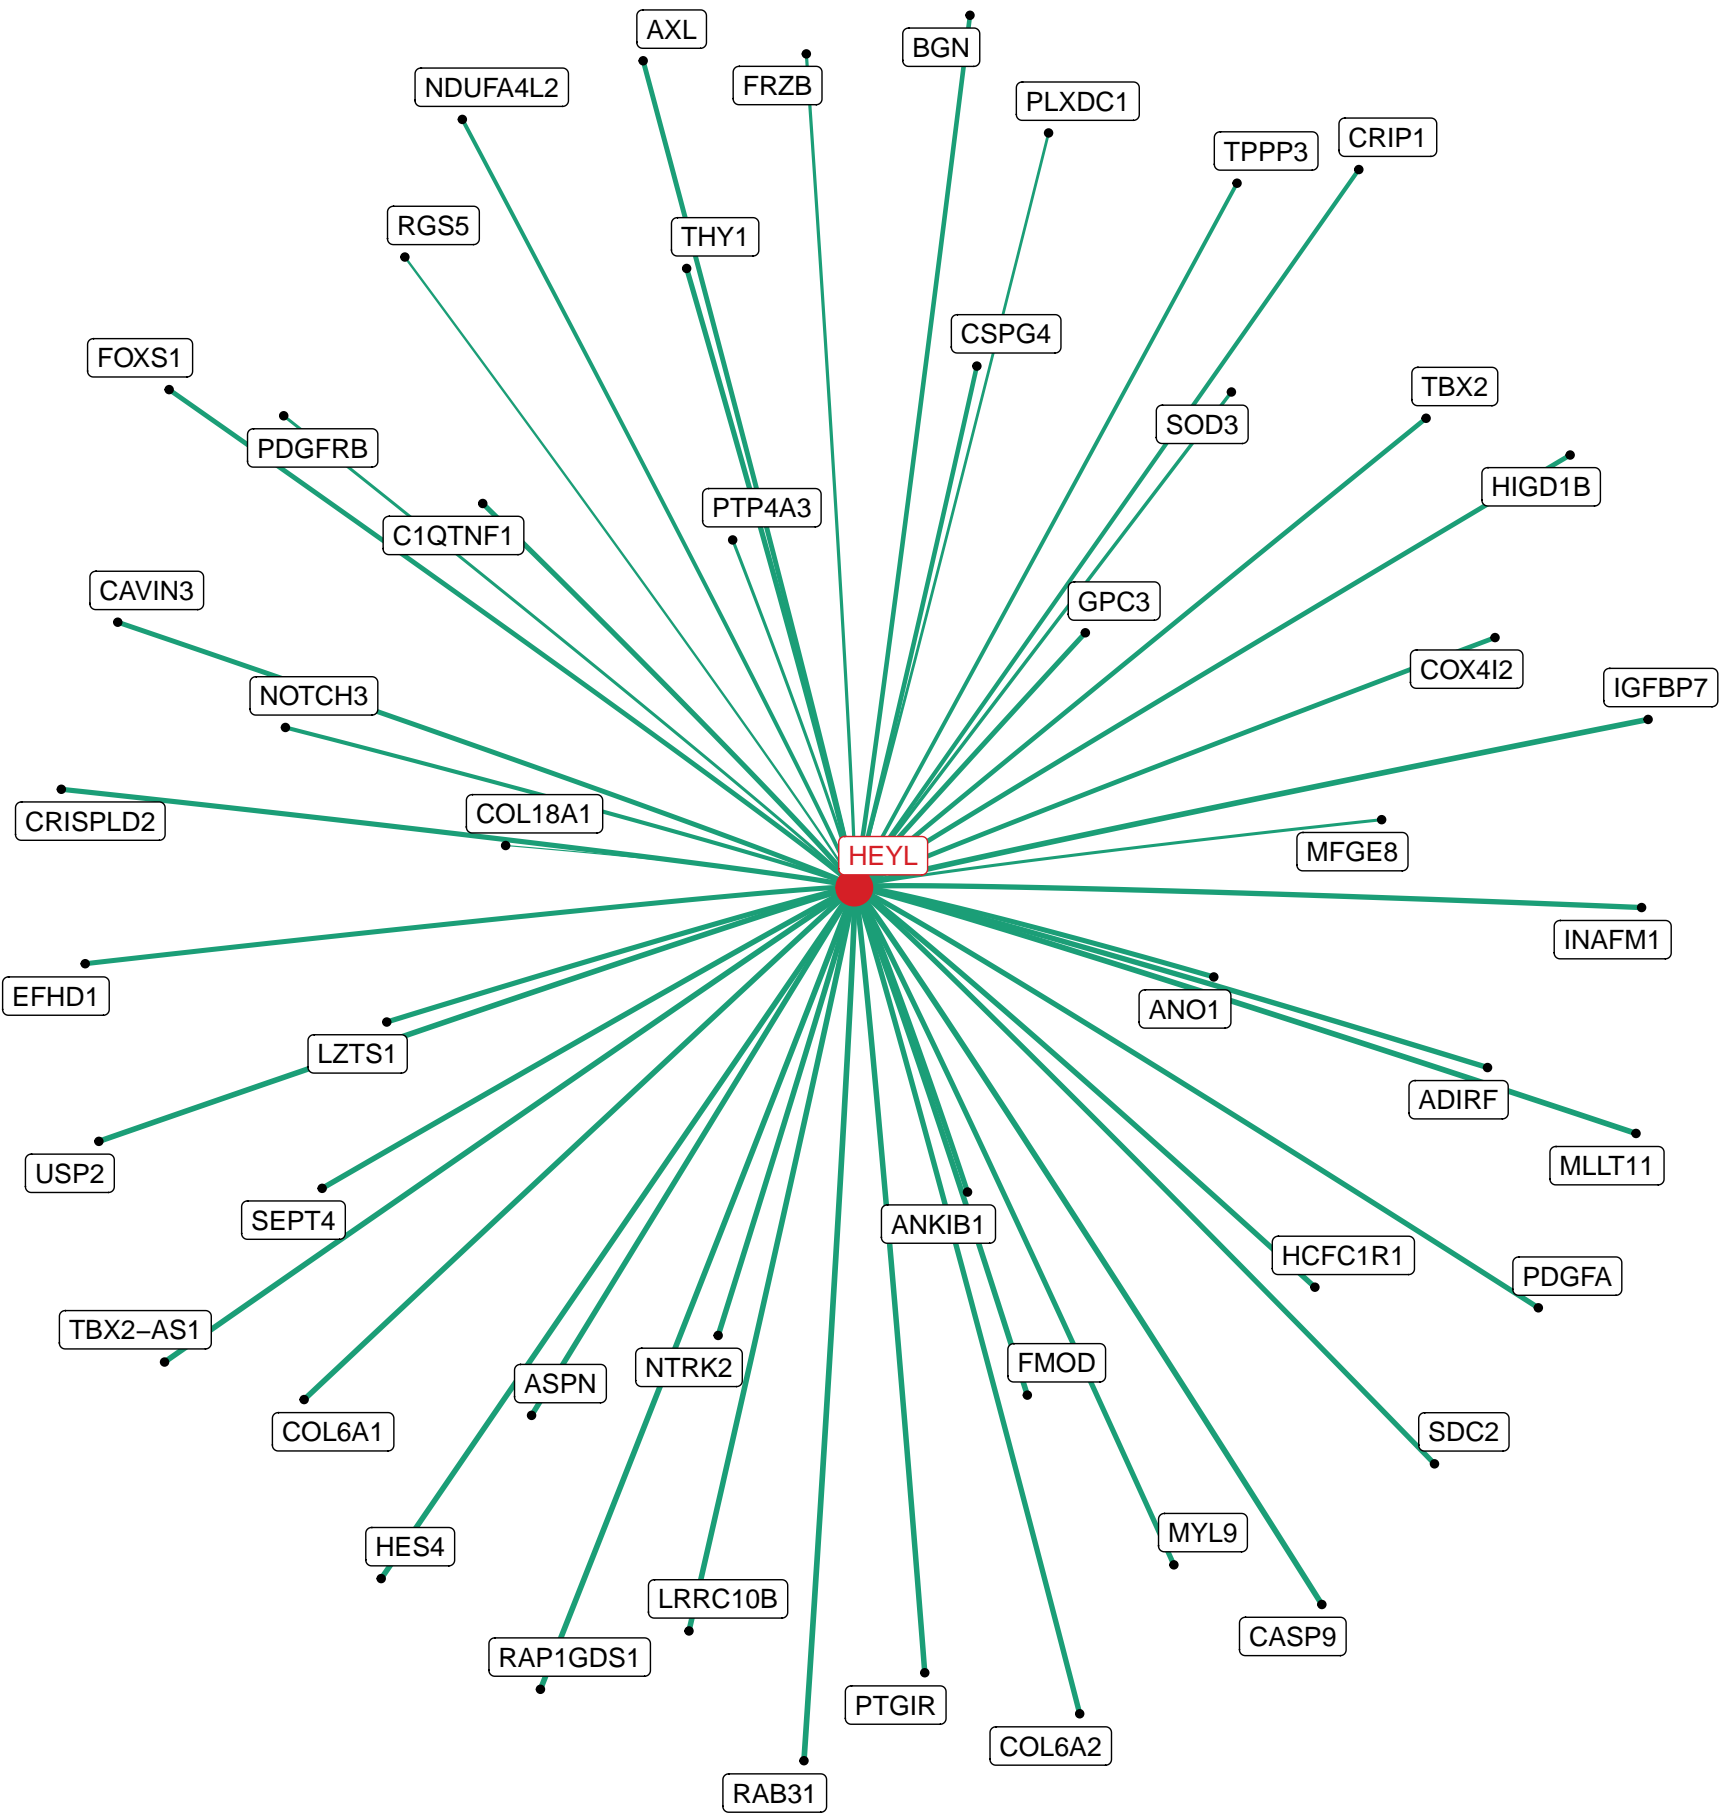 AXL
BGN
NDUFA4L2
FRZB
PLXDC1
CRIP1
TPPP3
RGS5
THY1
CSPG4
FOXS1
TBX2
SOD3
PDGFRB
HIGD1B
PTP4A3
C1QTNF1
CAVIN3
GPC3
COX4I2
IGFBP7
NOTCH3
COL18A1
CRISPLD2
MFGE8
HEYL
INAFM1
EFHD1
ANO1
LZTS1
ADIRF
MLLT11
USP2
SEPT4
ANKIB1
HCFC1R1
PDGFA
TBX2−AS1
FMOD
NTRK2
ASPN
COL6A1
SDC2
MYL9
HES4
LRRC10B
CASP9
RAP1GDS1
PTGIR
COL6A2
RAB31